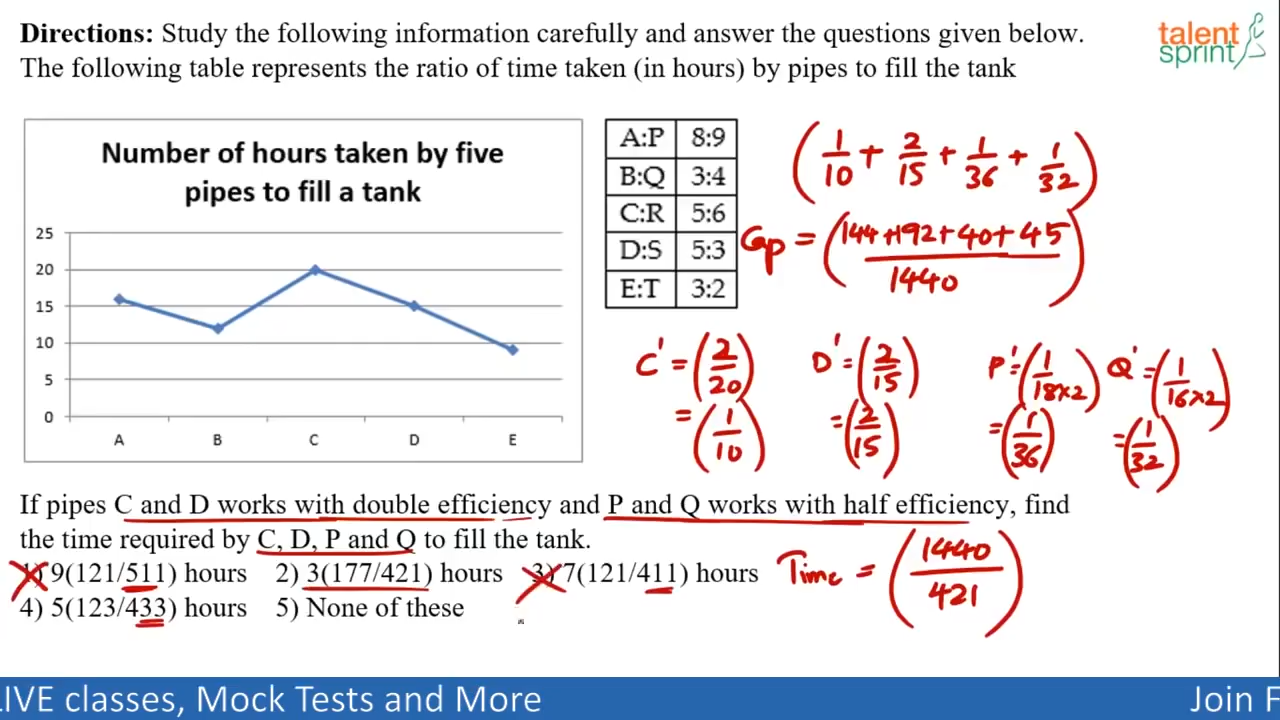 Directions: Study the following information carefully and answer the questions given below.
The following table represents the ratio of time taken (in hours) by pipes to fill the tank
talent
sprint
Number of hours taken by five
pipes to fill a tank
25
20
15
10
5
0
A B C D E
A:P 8:9
B:Q 3:4
C:R 5:6
D:S 5:3
E:T 3:2
(1/10 + 2/15 + 1/36 + 1/32)
Gp = (144+192+40+45/1440)
C' = (2/20)
= (1/10)
D' = (2/15)
= (2/15)
P' = (1/18×2)
= (1/36)
Q' = (1/16×2)
= (1/32)
If pipes C and D works with double efficiency and P and Q works with half efficiency, find
the time required by C, D, P and Q to fill the tank.
1) 9(121/511) hours 2) 3(177/421) hours 3) 7(121/411) hours
4) 5(123/433) hours 5) None of these
Time = (1440/421)
LIVE classes, Mock Tests and More Join F